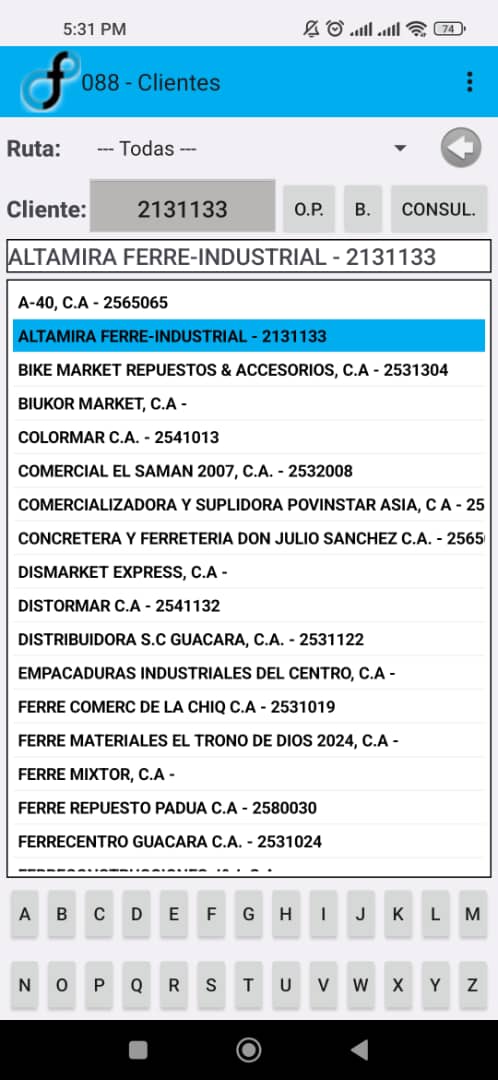 5:31 PM
74
088 - Clientes
Ruta: --- Todas ---
Cliente: 2131133 O.P. B. CONSUL.
ALTAMIRA FERRE-INDUSTRIAL - 2131133
A-40, C.A - 2565065
ALTAMIRA FERRE-INDUSTRIAL - 2131133
BIKE MARKET REPUESTOS & ACCESORIOS, C.A - 2531304
BIUKOR MARKET, C.A -
COLORMAR C.A. - 2541013
COMERCIAL EL SAMAN 2007, C.A. - 2532008
COMERCIALIZADORA Y SUPLIDORA POVINSTAR ASIA, C A - 25
CONCRETERA Y FERRETERIA DON JULIO SANCHEZ C.A. - 2565
DISMARKET EXPRESS, C.A -
DISTORMAR C.A - 2541132
DISTRIBUIDORA S.C GUACARA, C.A. - 2531122
EMPACADURAS INDUSTRIALES DEL CENTRO, C.A -
FERRE COMERC DE LA CHIQ C.A - 2531019
FERRE MATERIALES EL TRONO DE DIOS 2024, C.A -
FERRE MIXTOR, C.A -
FERRE REPUESTO PADUA C.A - 2580030
FERRECENTRO GUACARA C.A. - 2531024
A B C D E F G H I J K L M
N O P Q R S T U V W X Y Z